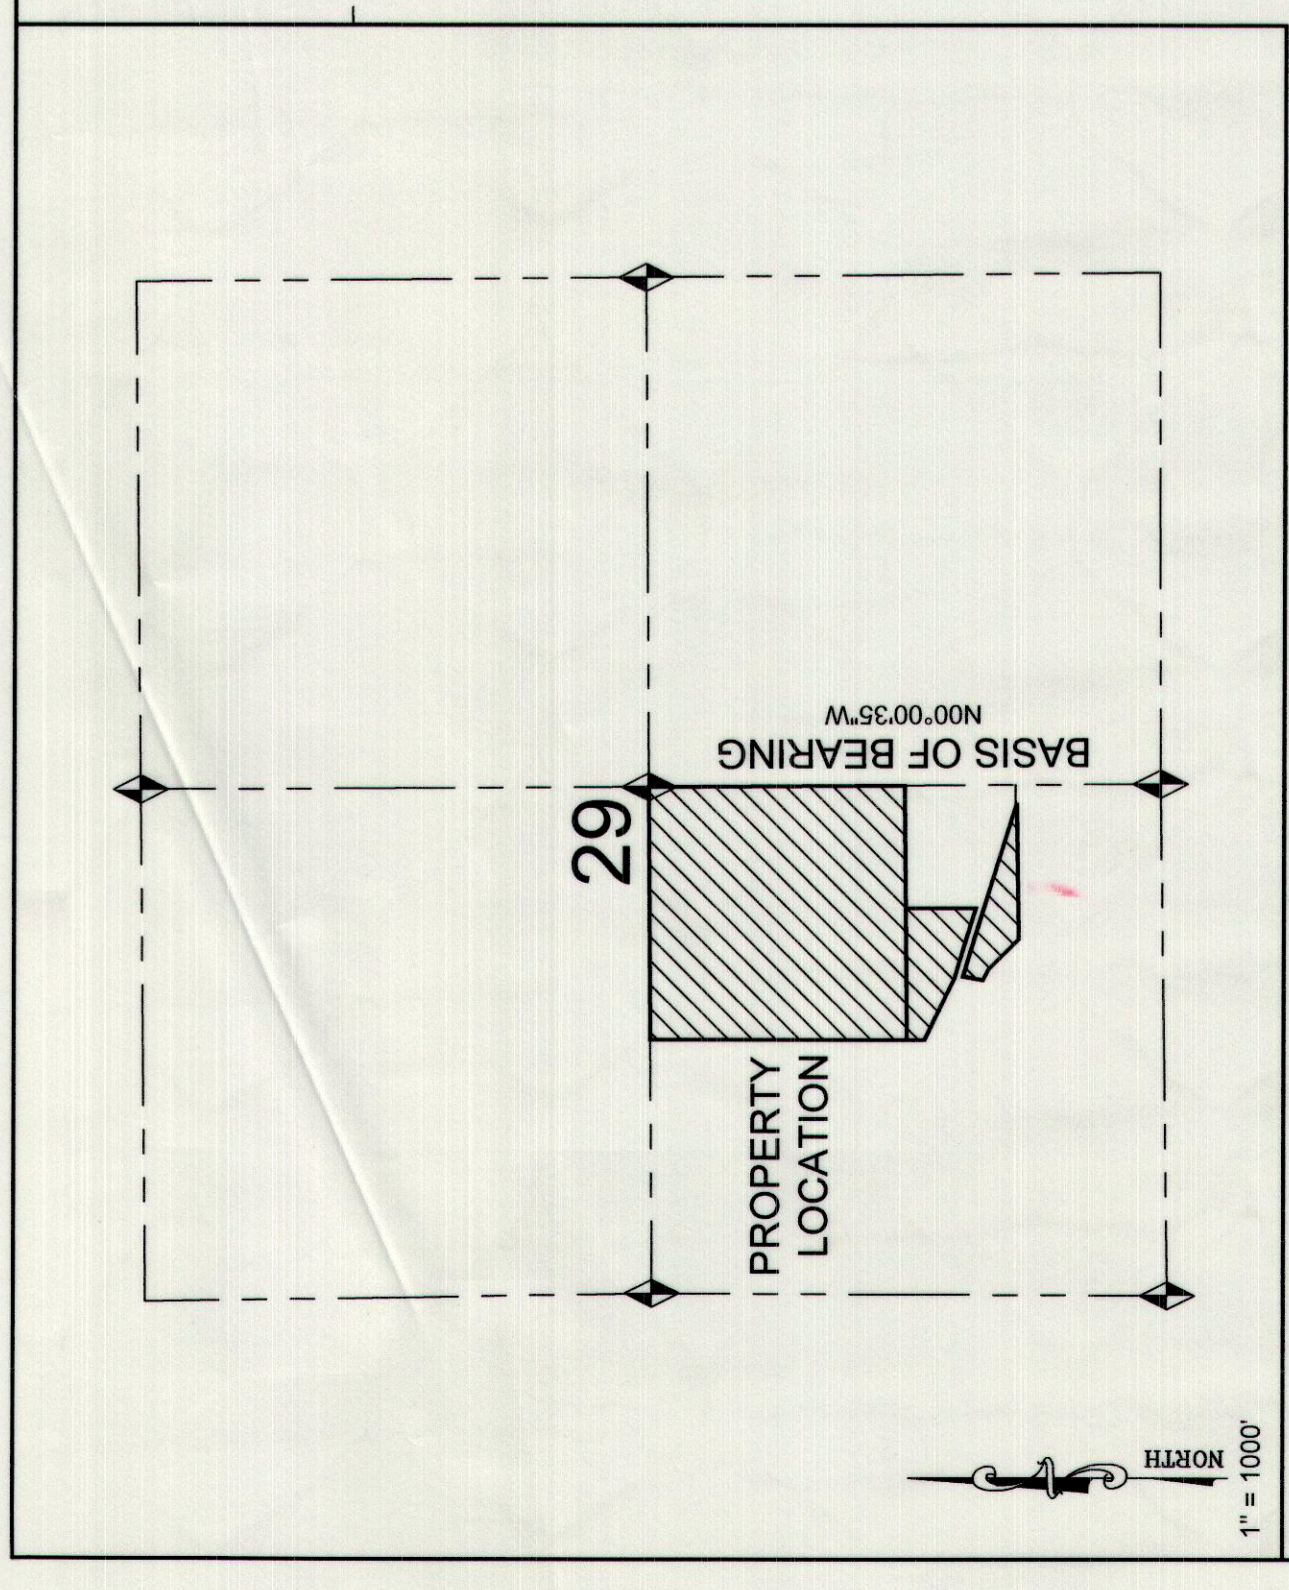 29
N00°00'35"W
BASIS OF BEARING
PROPERTY
LOCATION
NORTH
1" = 1000'